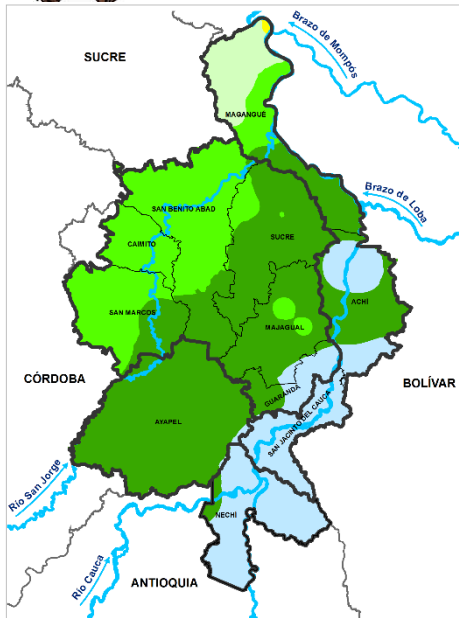 SUCRE
Brazo de Mompós
MAGANGUÉ
Brazo de Loba
SAN BENITO ABAD
SUCRE
CAIMITO
ACHÍ
SAN MARCOS
MAJAGUAL
CÓRDOBA
BOLÍVAR
GUARANDA
SAN JACINTO DEL CAUCA
AYAPEL
Río San Jorge
NECHÍ
Río Cauca
ANTIOQUIA